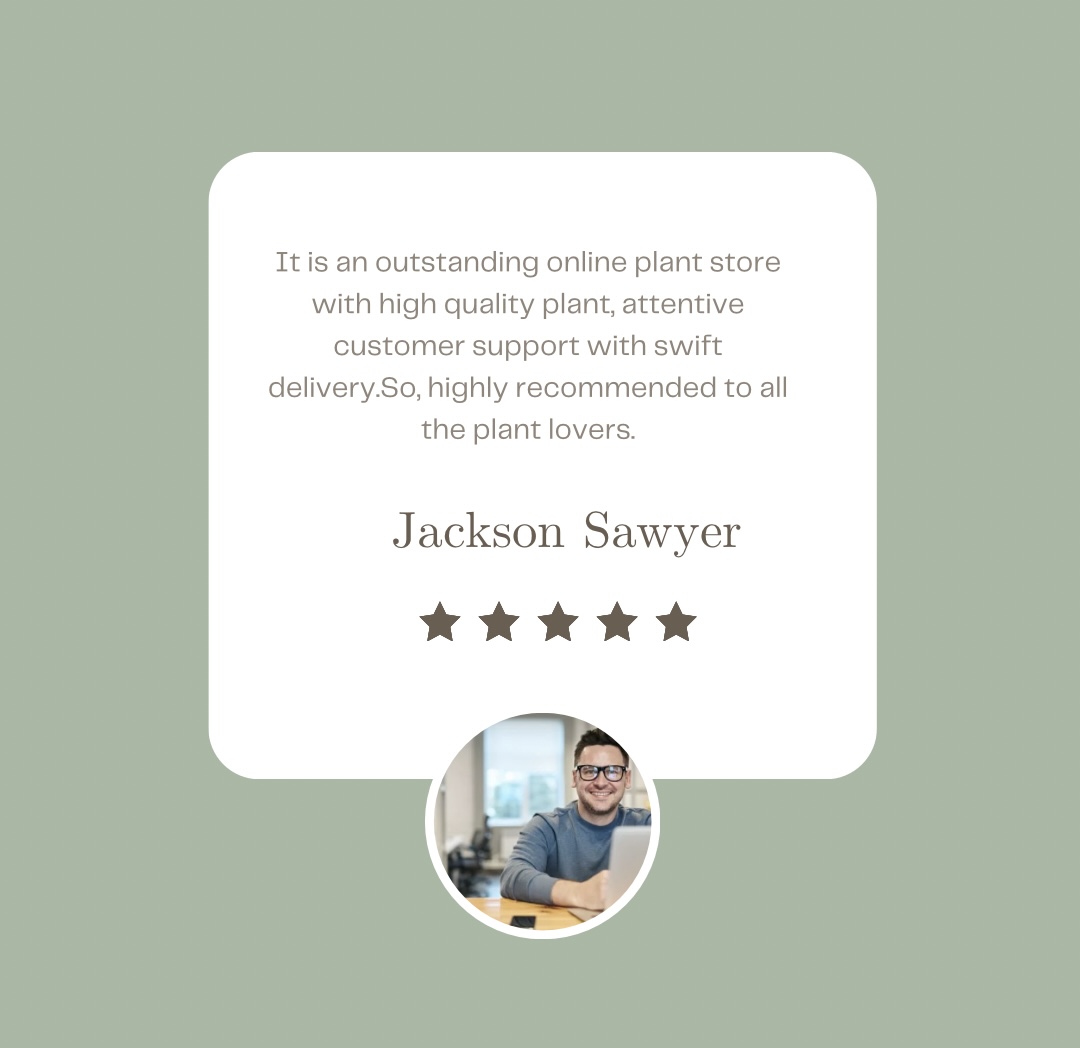 It is an outstanding online plant store
with high quality plant, attentive
customer support with swift
delivery.So, highly recommended to all
the plant lovers.
Jackson Sawyer